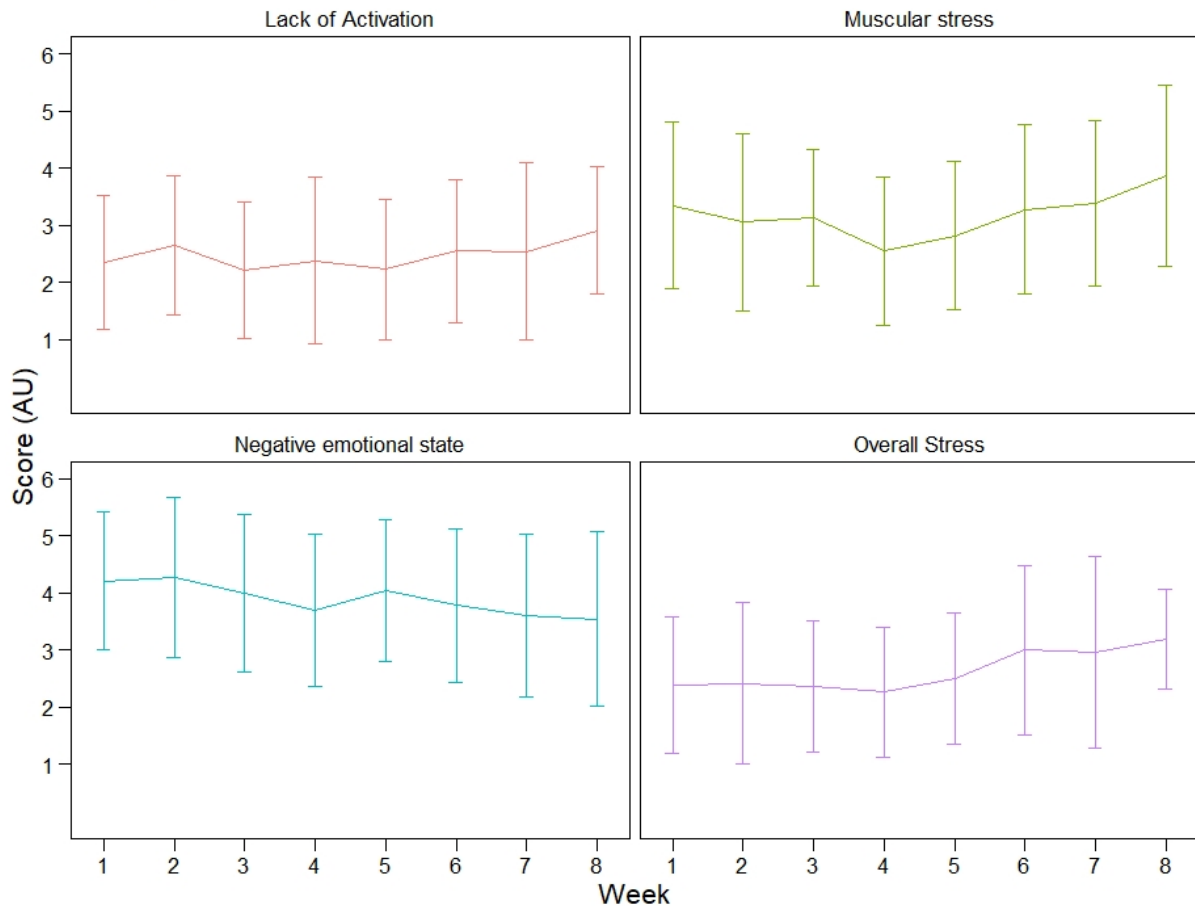 Lack of Activation
Muscular stress
6
5
4
3
2
1
Score (AU)
Negative emotional state
Overall Stress
6
5
4
3
2
1
1 2 3 4 5 6 7 8
1 2 3 4 5 6 7 8
Week